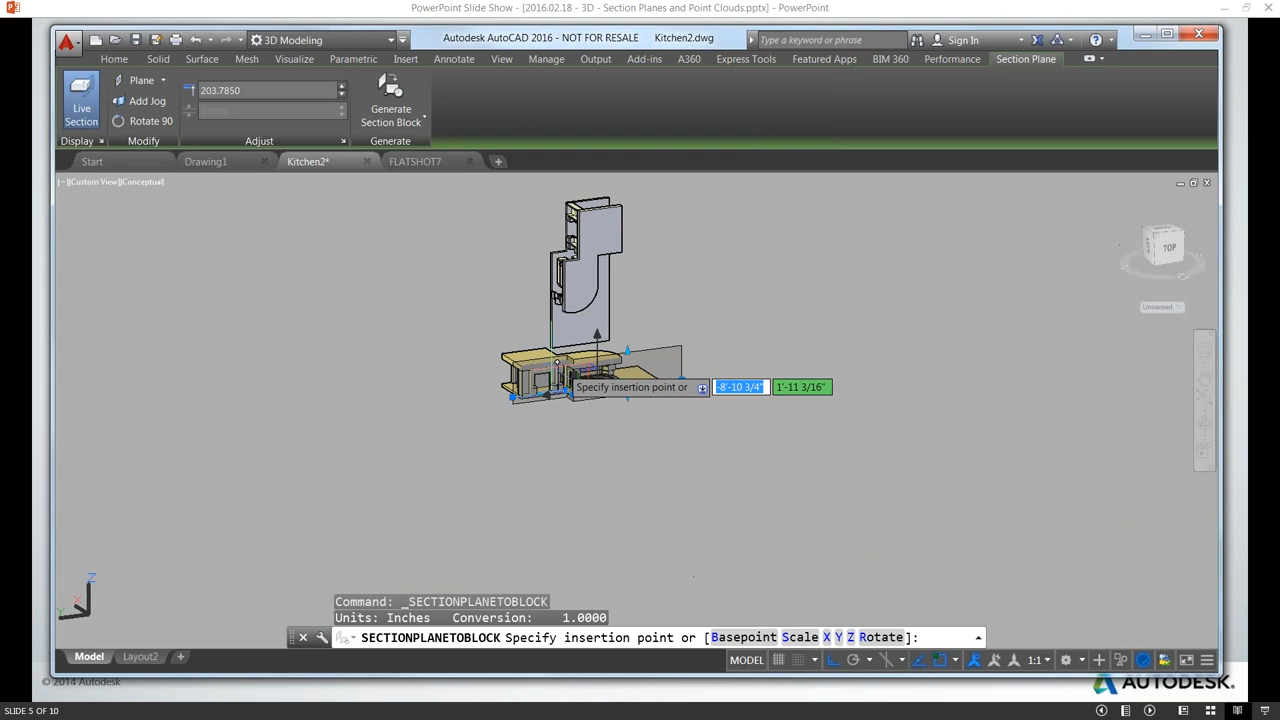 PowerPoint Slide Show - [2016.02.18 - 3D - Section Planes and Point Clouds.pptx] - PowerPoint
3D Modeling
Autodesk AutoCAD 2016 - NOT FOR RESALE Kitchen2.dwg
Type a keyword or phrase
Sign In
Home Solid Surface Mesh Visualize Parametric Insert Annotate View Manage Output Add-ins A360 Express Tools Featured Apps BIM 360 Performance Section Plane
Live
Section
Plane
Add Jog
Rotate 90
203.7850
0.0000
Generate
Section Block
Display Modify Adjust Generate
Start Drawing1 Kitchen2* FLATSHOT7
[−][Custom View][Conceptual]
TOP
Unnamed
Specify insertion point or -8'-10 3/4" 1'-11 3/16"
Z
X
Y
Command: _SECTIONPLANETOBLOCK
Units: Inches Conversion: 1.0000
SECTIONPLANETOBLOCK Specify insertion point or [Basepoint Scale X Y Z Rotate]:
Model Layout2
MODEL 1:1
© 2014 Autodesk
AUTODESK.
SLIDE 5 OF 10